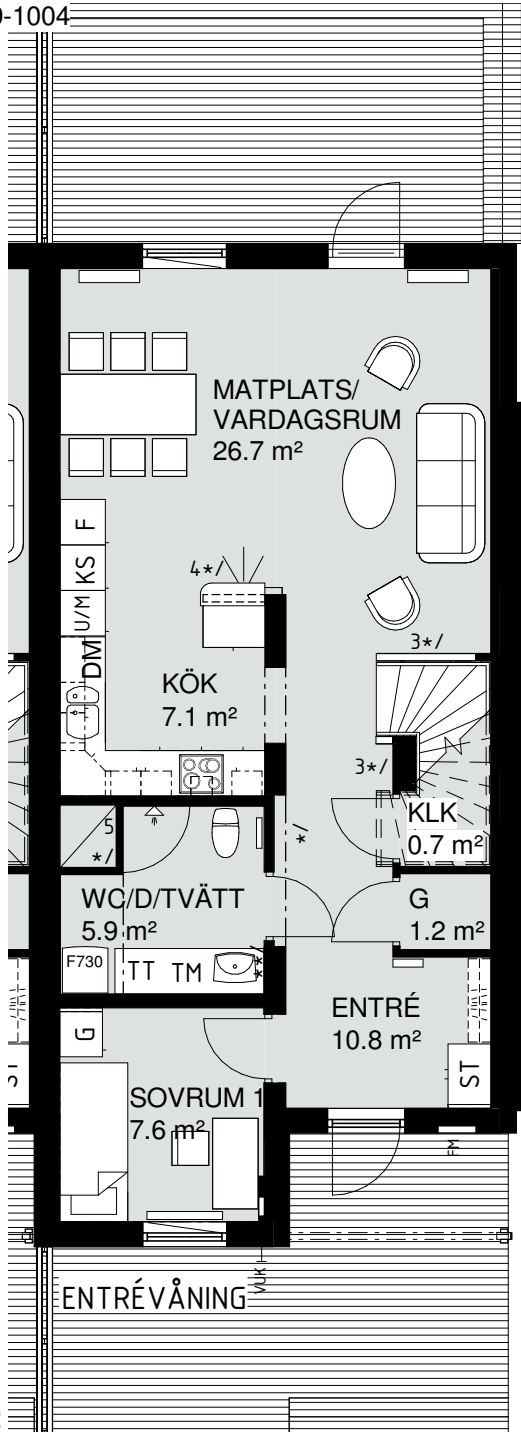 -1004
MATPLATS/
VARDAGSRUM
26.7 m²
F
KS
U/M
DM
4*/
3*/
KÖK
7.1 m²
3*/
KLK
0.7 m²
5
*/
*/
WC/D/TVÄTT
5.9 m²
G
1.2 m²
F730
TT
TM
**/
ENTRÉ
10.8 m²
G
ST
ST
SOVRUM 1
7.6 m²
FM
VUK
ENTRÉVÅNING